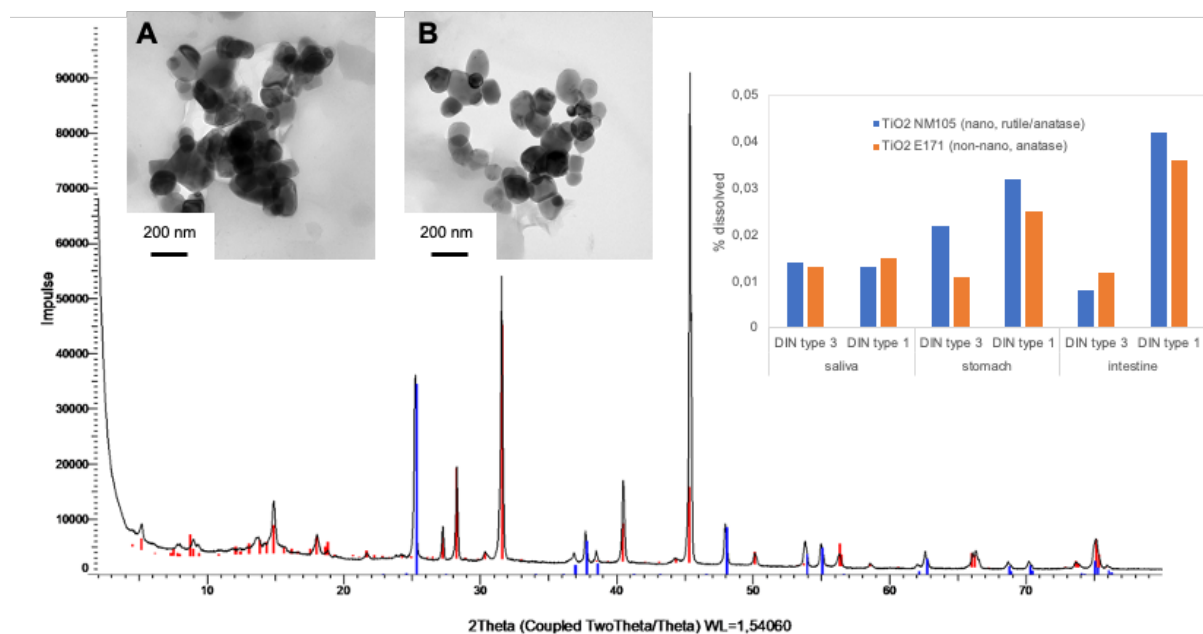 A
B
200 nm
200 nm
Impulse
90000
80000
70000
60000
50000
40000
30000
20000
10000
0
10
20
30
40
50
60
70
2Theta (Coupled TwoTheta/Theta) WL=1,54060
% dissolved
0,05
0,04
0,03
0,02
0,01
0
TiO2 NM105 (nano, rutile/anatase)
TiO2 E171 (non-nano, anatase)
DIN type 3 DIN type 1 DIN type 3 DIN type 1 DIN type 3 DIN type 1
saliva stomach intestine